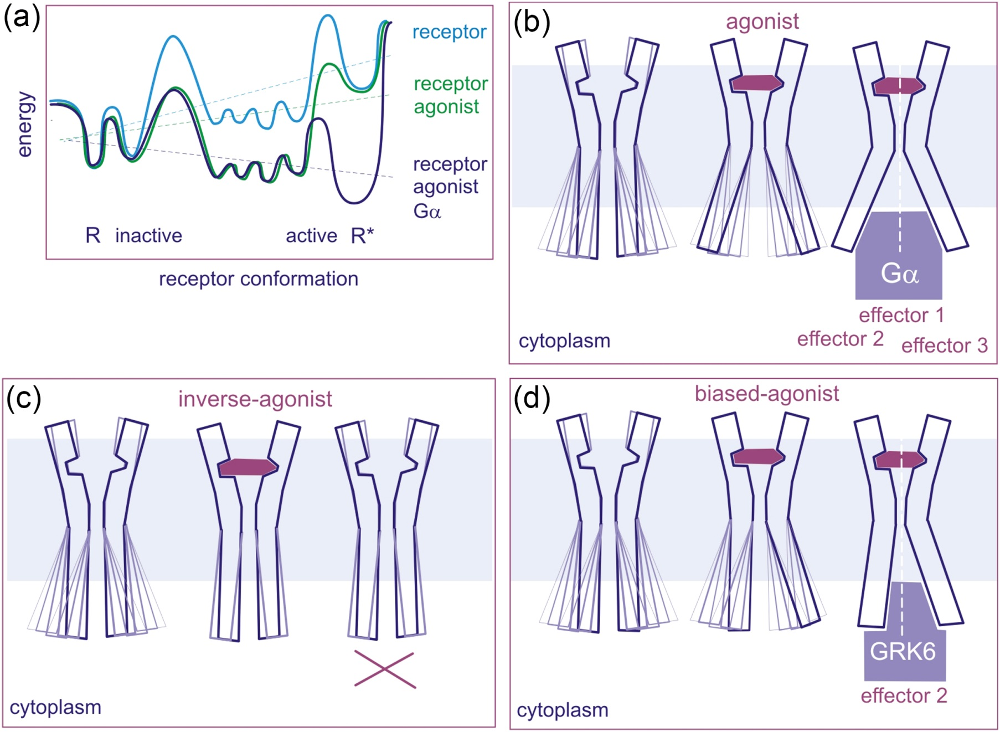 (a)
receptor
receptor
agonist
receptor
agonist
Gα
energy
R inactive active R*
receptor conformation
(b)
agonist
Gα
effector 1
effector 2
effector 3
cytoplasm
(c)
inverse-agonist
cytoplasm
(d)
biased-agonist
GRK6
effector 2
cytoplasm